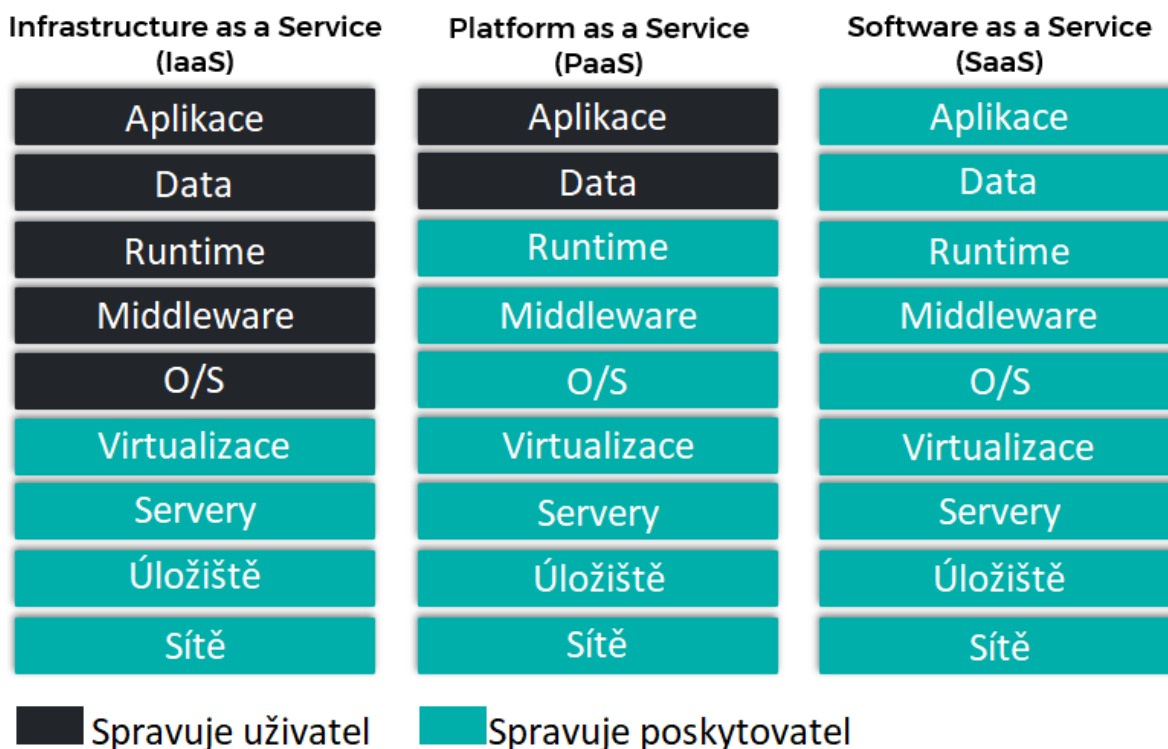 Infrastructure as a Service
(IaaS)
Aplikace
Data
Runtime
Middleware
O/S
Virtualizace
Servery
Úložiště
Sítě
Platform as a Service
(PaaS)
Aplikace
Data
Runtime
Middleware
O/S
Virtualizace
Servery
Úložiště
Sítě
Software as a Service
(SaaS)
Aplikace
Data
Runtime
Middleware
O/S
Virtualizace
Servery
Úložiště
Sítě
Spravuje uživatel
Spravuje poskytovatel